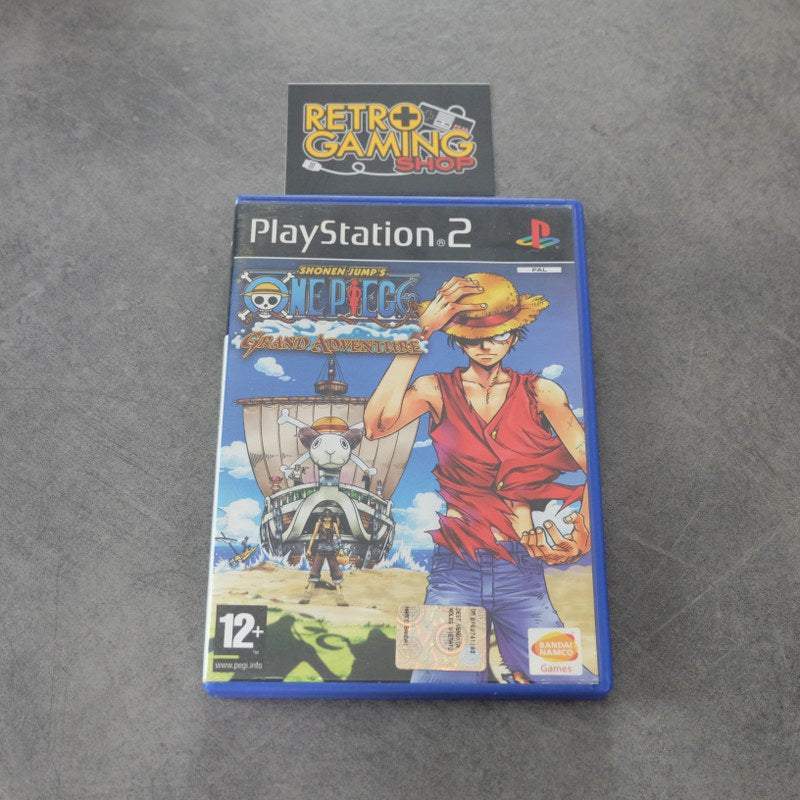 RETRO
GAMING
SHOP
PlayStation®2
PAL
SHONEN JUMP'S
ONE PIECE
GRAND ADVENTURE
12+
www.pegi.info
BANDAI
NAMCO
Games